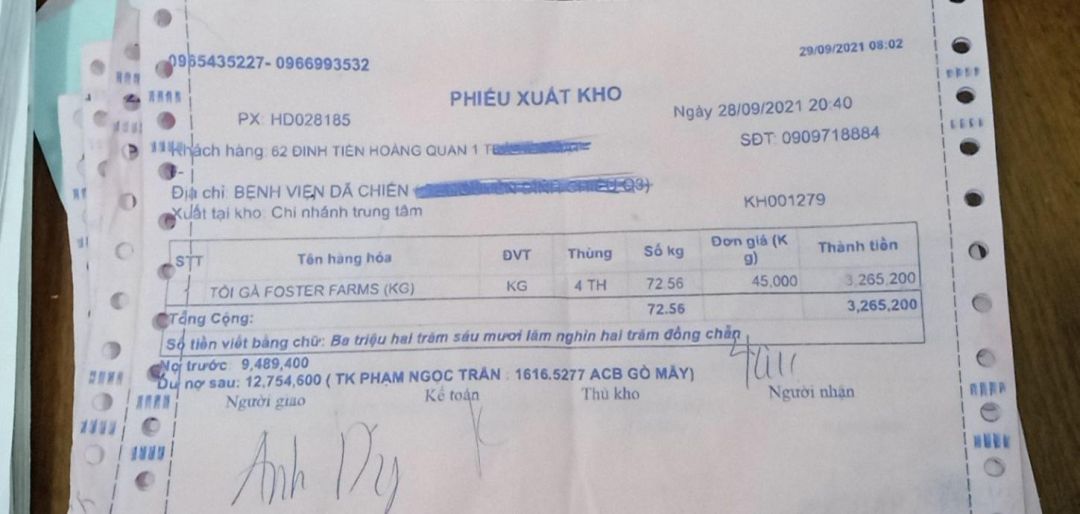 0965435227- 0966993532
29/09/2021 08:02
PHIẾU XUẤT KHO
PX: HD028185
Ngày 28/09/2021 20:40
SĐT: 0909718884
Khách hàng: 62 ĐINH TIÊN HOÀNG QUAN 1
Địa chỉ: BỆNH VIỆN DÃ CHIẾN
Xuất tại kho: Chi nhánh trung tâm
KH001279
STT Tên hàng hóa ĐVT Thùng Số kg Đơn giá (K g) Thành tiền
1 TỎI GÀ FOSTER FARMS (KG) KG 4 TH 72.56 45,000 3,265,200
Tổng Cộng: 72.56 3,265,200
Số tiền viết bằng chữ: Ba triệu hai trăm sáu mươi lăm nghìn hai trăm đồng chẵn
Nợ trước: 9,489,400
Dư nợ sau: 12,754,600 ( TK PHẠM NGỌC TRÂN : 1616.5277 ACB GÒ MÂY)
Người giao Kế toán Thủ kho Người nhận
Anh Dy